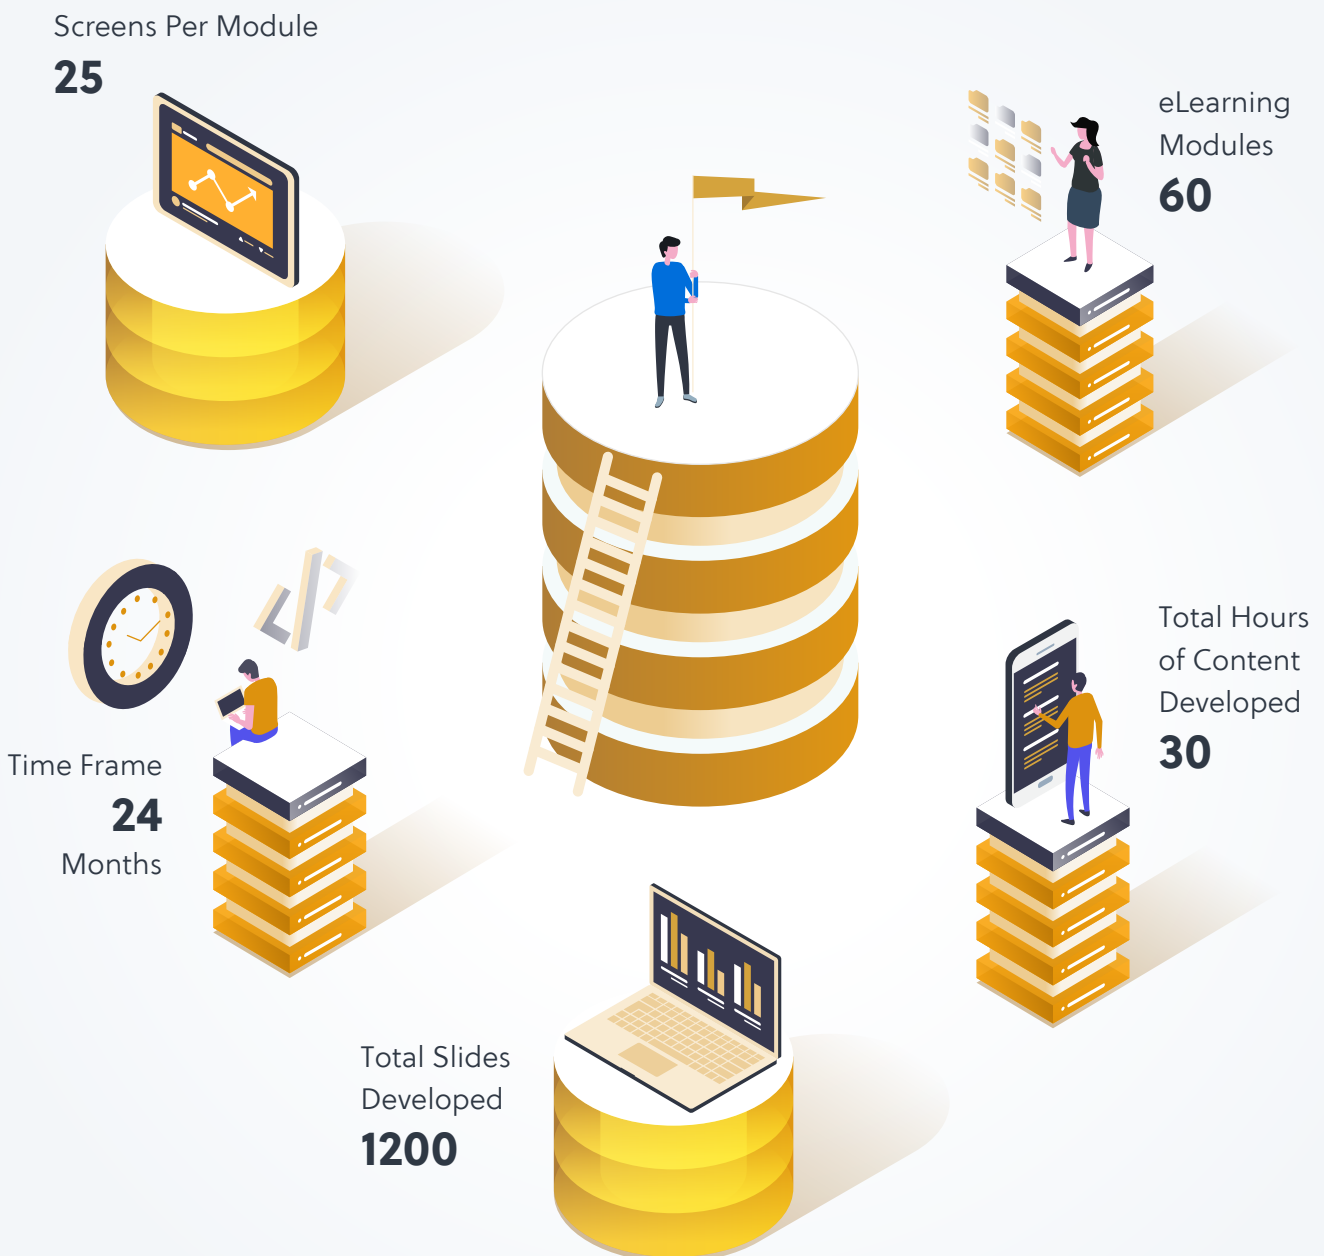 Screens Per Module
25
eLearning
Modules
60
Time Frame
24
Months
Total Hours
of Content
Developed
30
Total Slides
Developed
1200